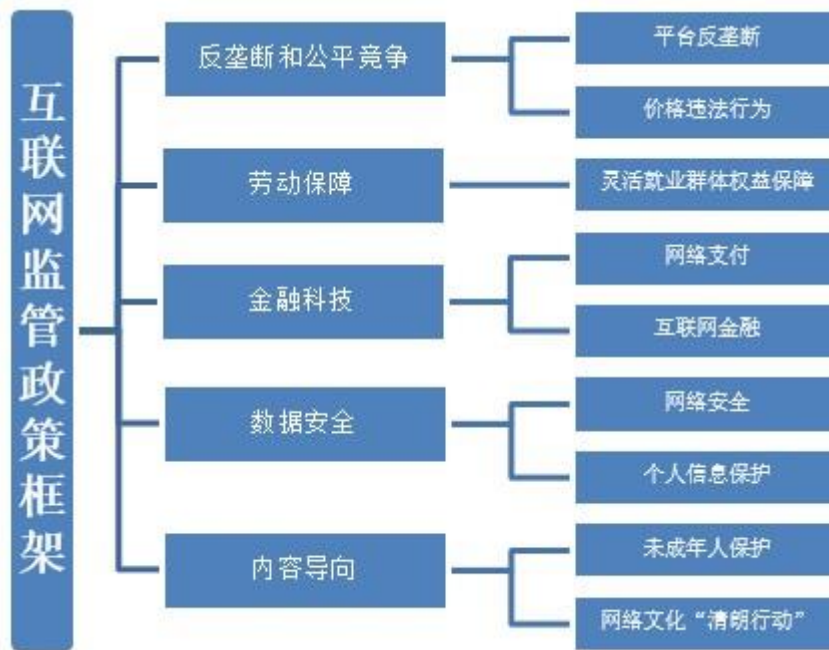 互联网监管政策框架
反垄断和公平竞争
平台反垄断
价格违法行为
劳动保障
灵活就业群体权益保障
金融科技
网络支付
互联网金融
数据安全
网络安全
个人信息保护
内容导向
未成年人保护
网络文化“清朗行动”